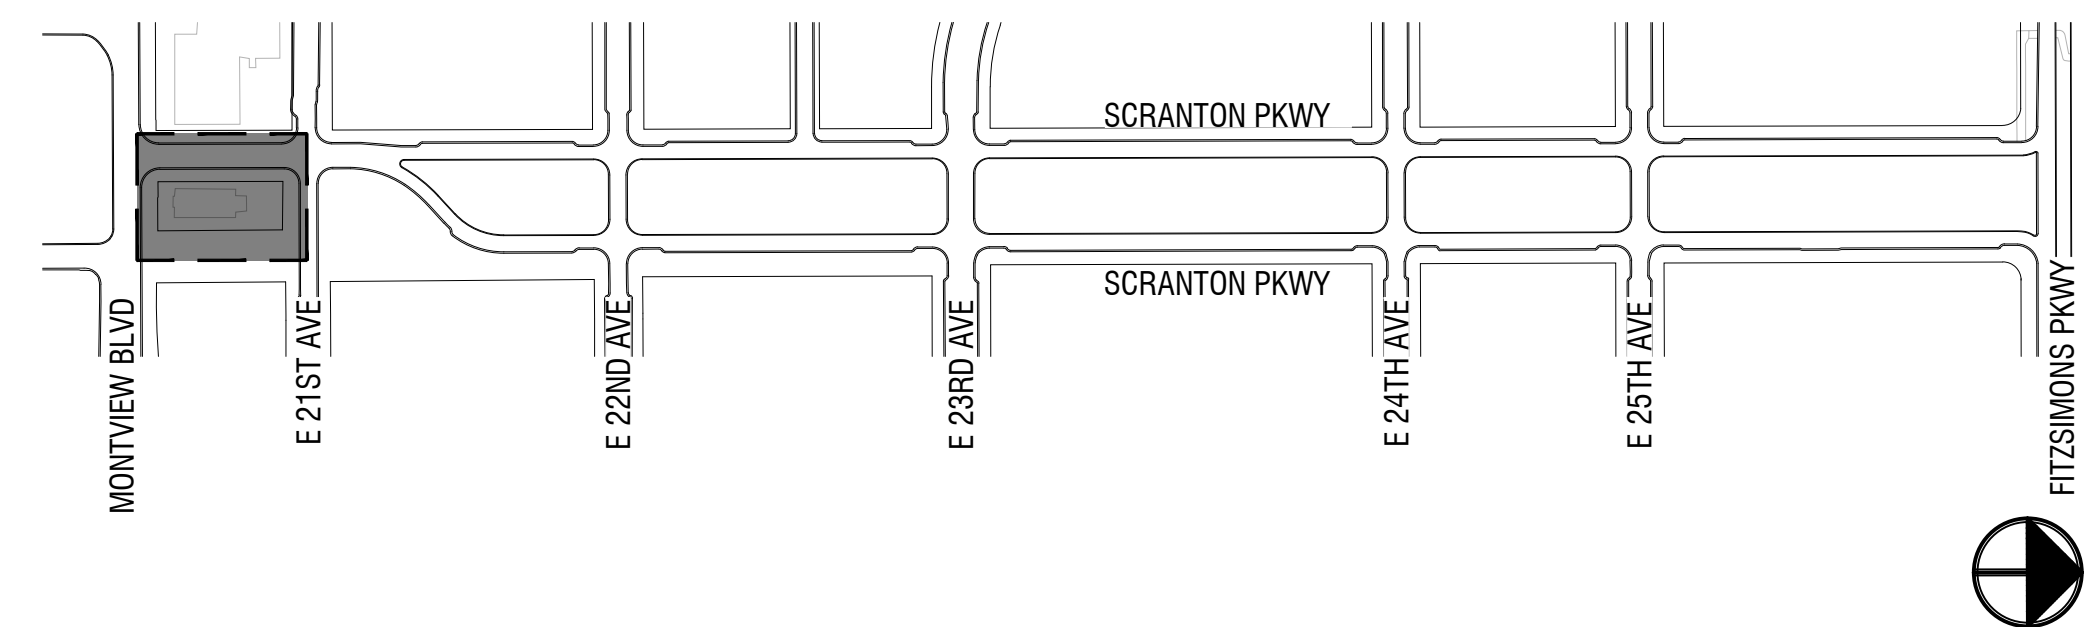 SCRANTON PKWY
SCRANTON PKWY
MONTVIEW BLVD
E 21ST AVE
E 22ND AVE
E 23RD AVE
E 24TH AVE
E 25TH AVE
FITZSIMONS PKWY